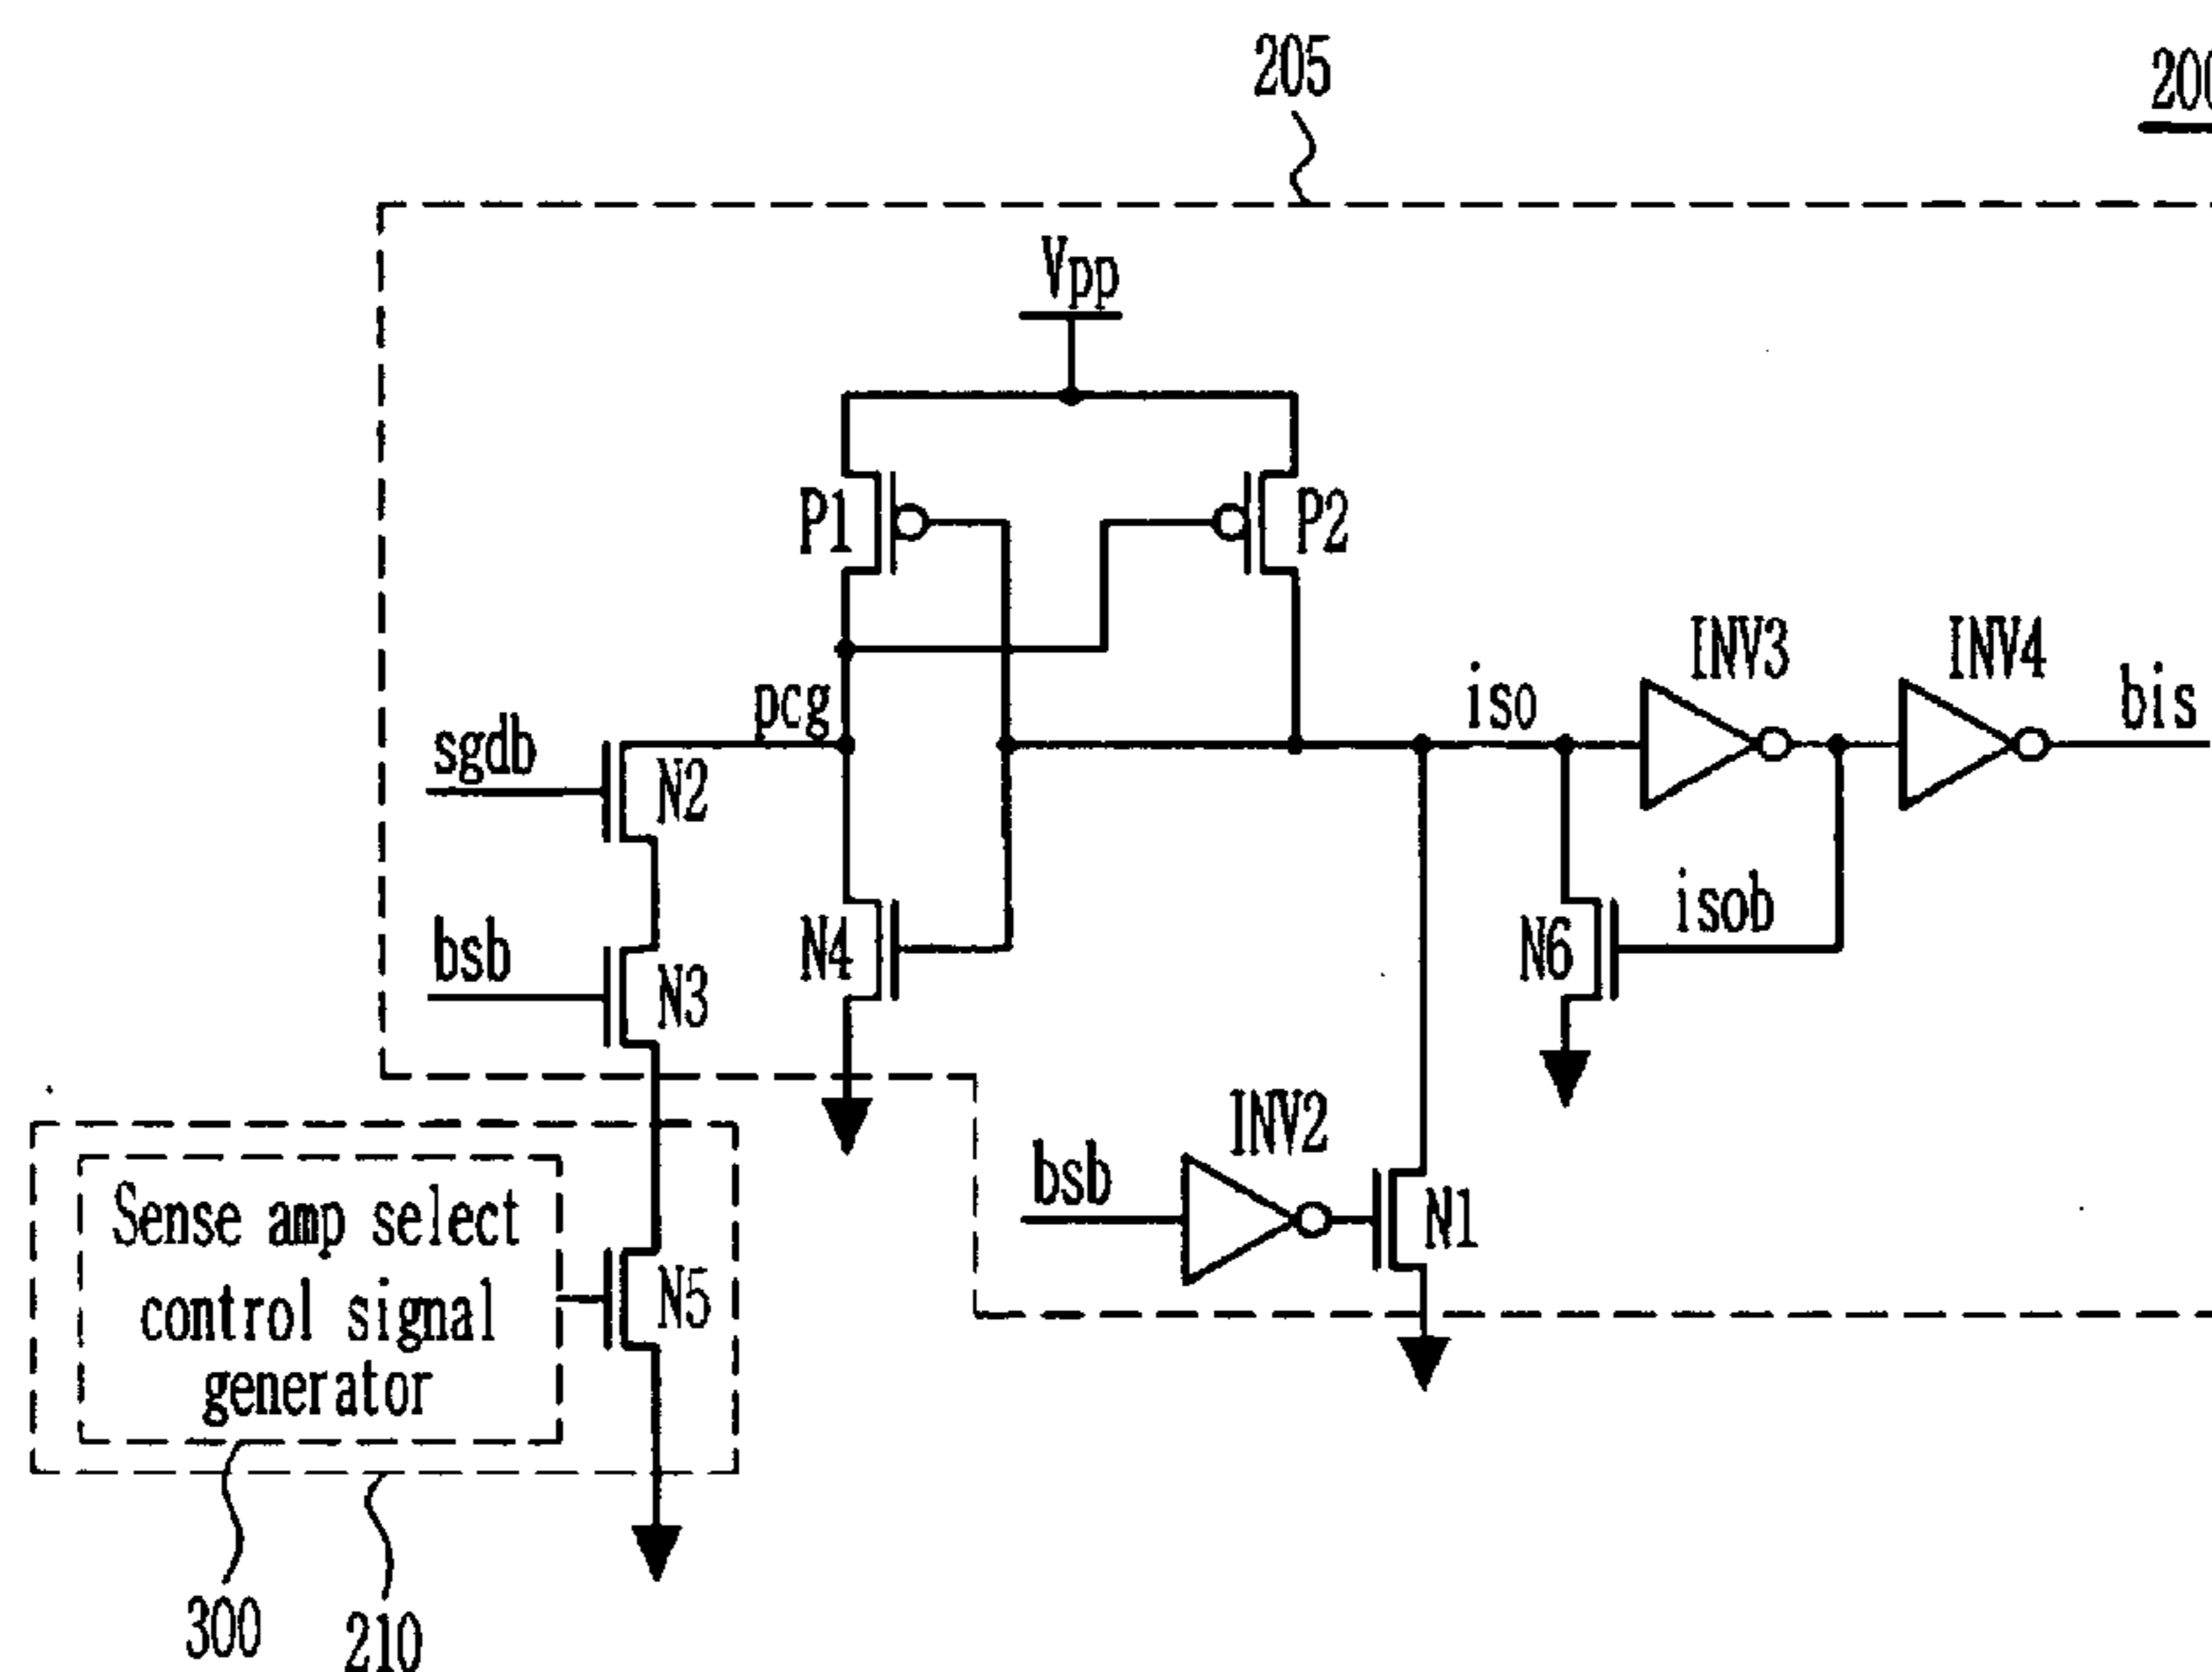 205
200
Vpp
P1
P2
INV3
INV4
iso
bis
pcg
sgdb
N2
bsb
N3
N4
N6
isob
INV2
bsb
N1
Sense amp select
control signal
generator
N5
300
210